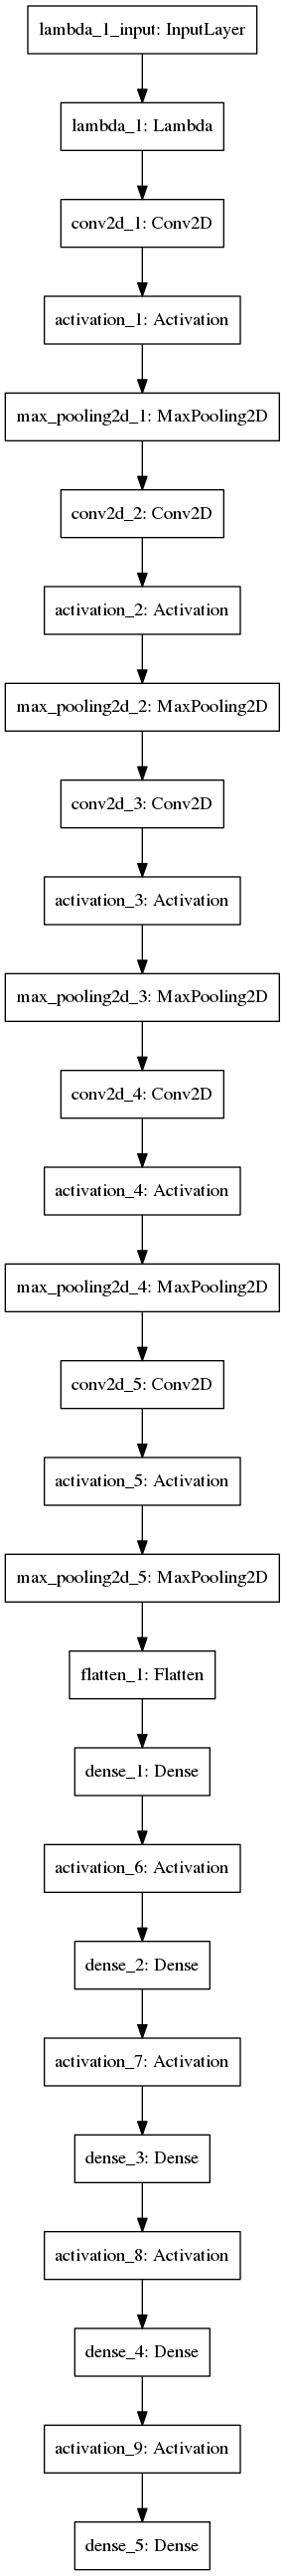 lambda_1_input: InputLayer
lambda_1: Lambda
conv2d_1: Conv2D
activation_1: Activation
max_pooling2d_1: MaxPooling2D
conv2d_2: Conv2D
activation_2: Activation
max_pooling2d_2: MaxPooling2D
conv2d_3: Conv2D
activation_3: Activation
max_pooling2d_3: MaxPooling2D
conv2d_4: Conv2D
activation_4: Activation
max_pooling2d_4: MaxPooling2D
conv2d_5: Conv2D
activation_5: Activation
max_pooling2d_5: MaxPooling2D
flatten_1: Flatten
dense_1: Dense
activation_6: Activation
dense_2: Dense
activation_7: Activation
dense_3: Dense
activation_8: Activation
dense_4: Dense
activation_9: Activation
dense_5: Dense